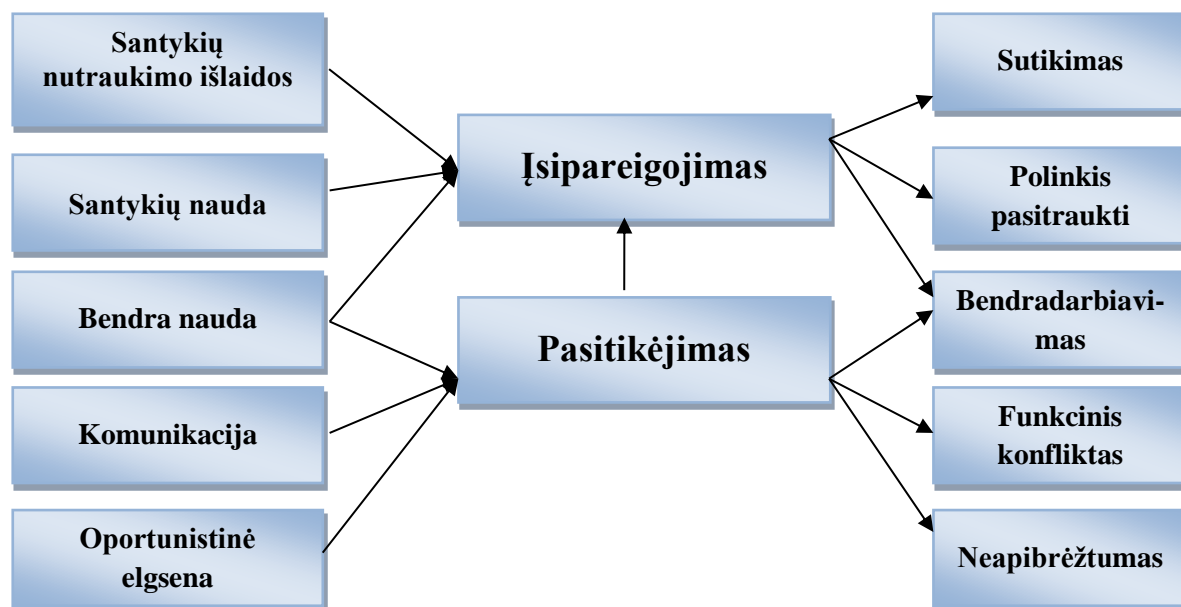 Santykių
nutraukimo išlaidos
Santykių nauda
Bendra nauda
Komunikacija
Oportunistinė
elgsena
Įsipareigojimas
Pasitikėjimas
Sutikimas
Polinkis
pasitraukti
Bendradarbiavi-
mas
Funkcinis
konfliktas
Neapibrėžtumas